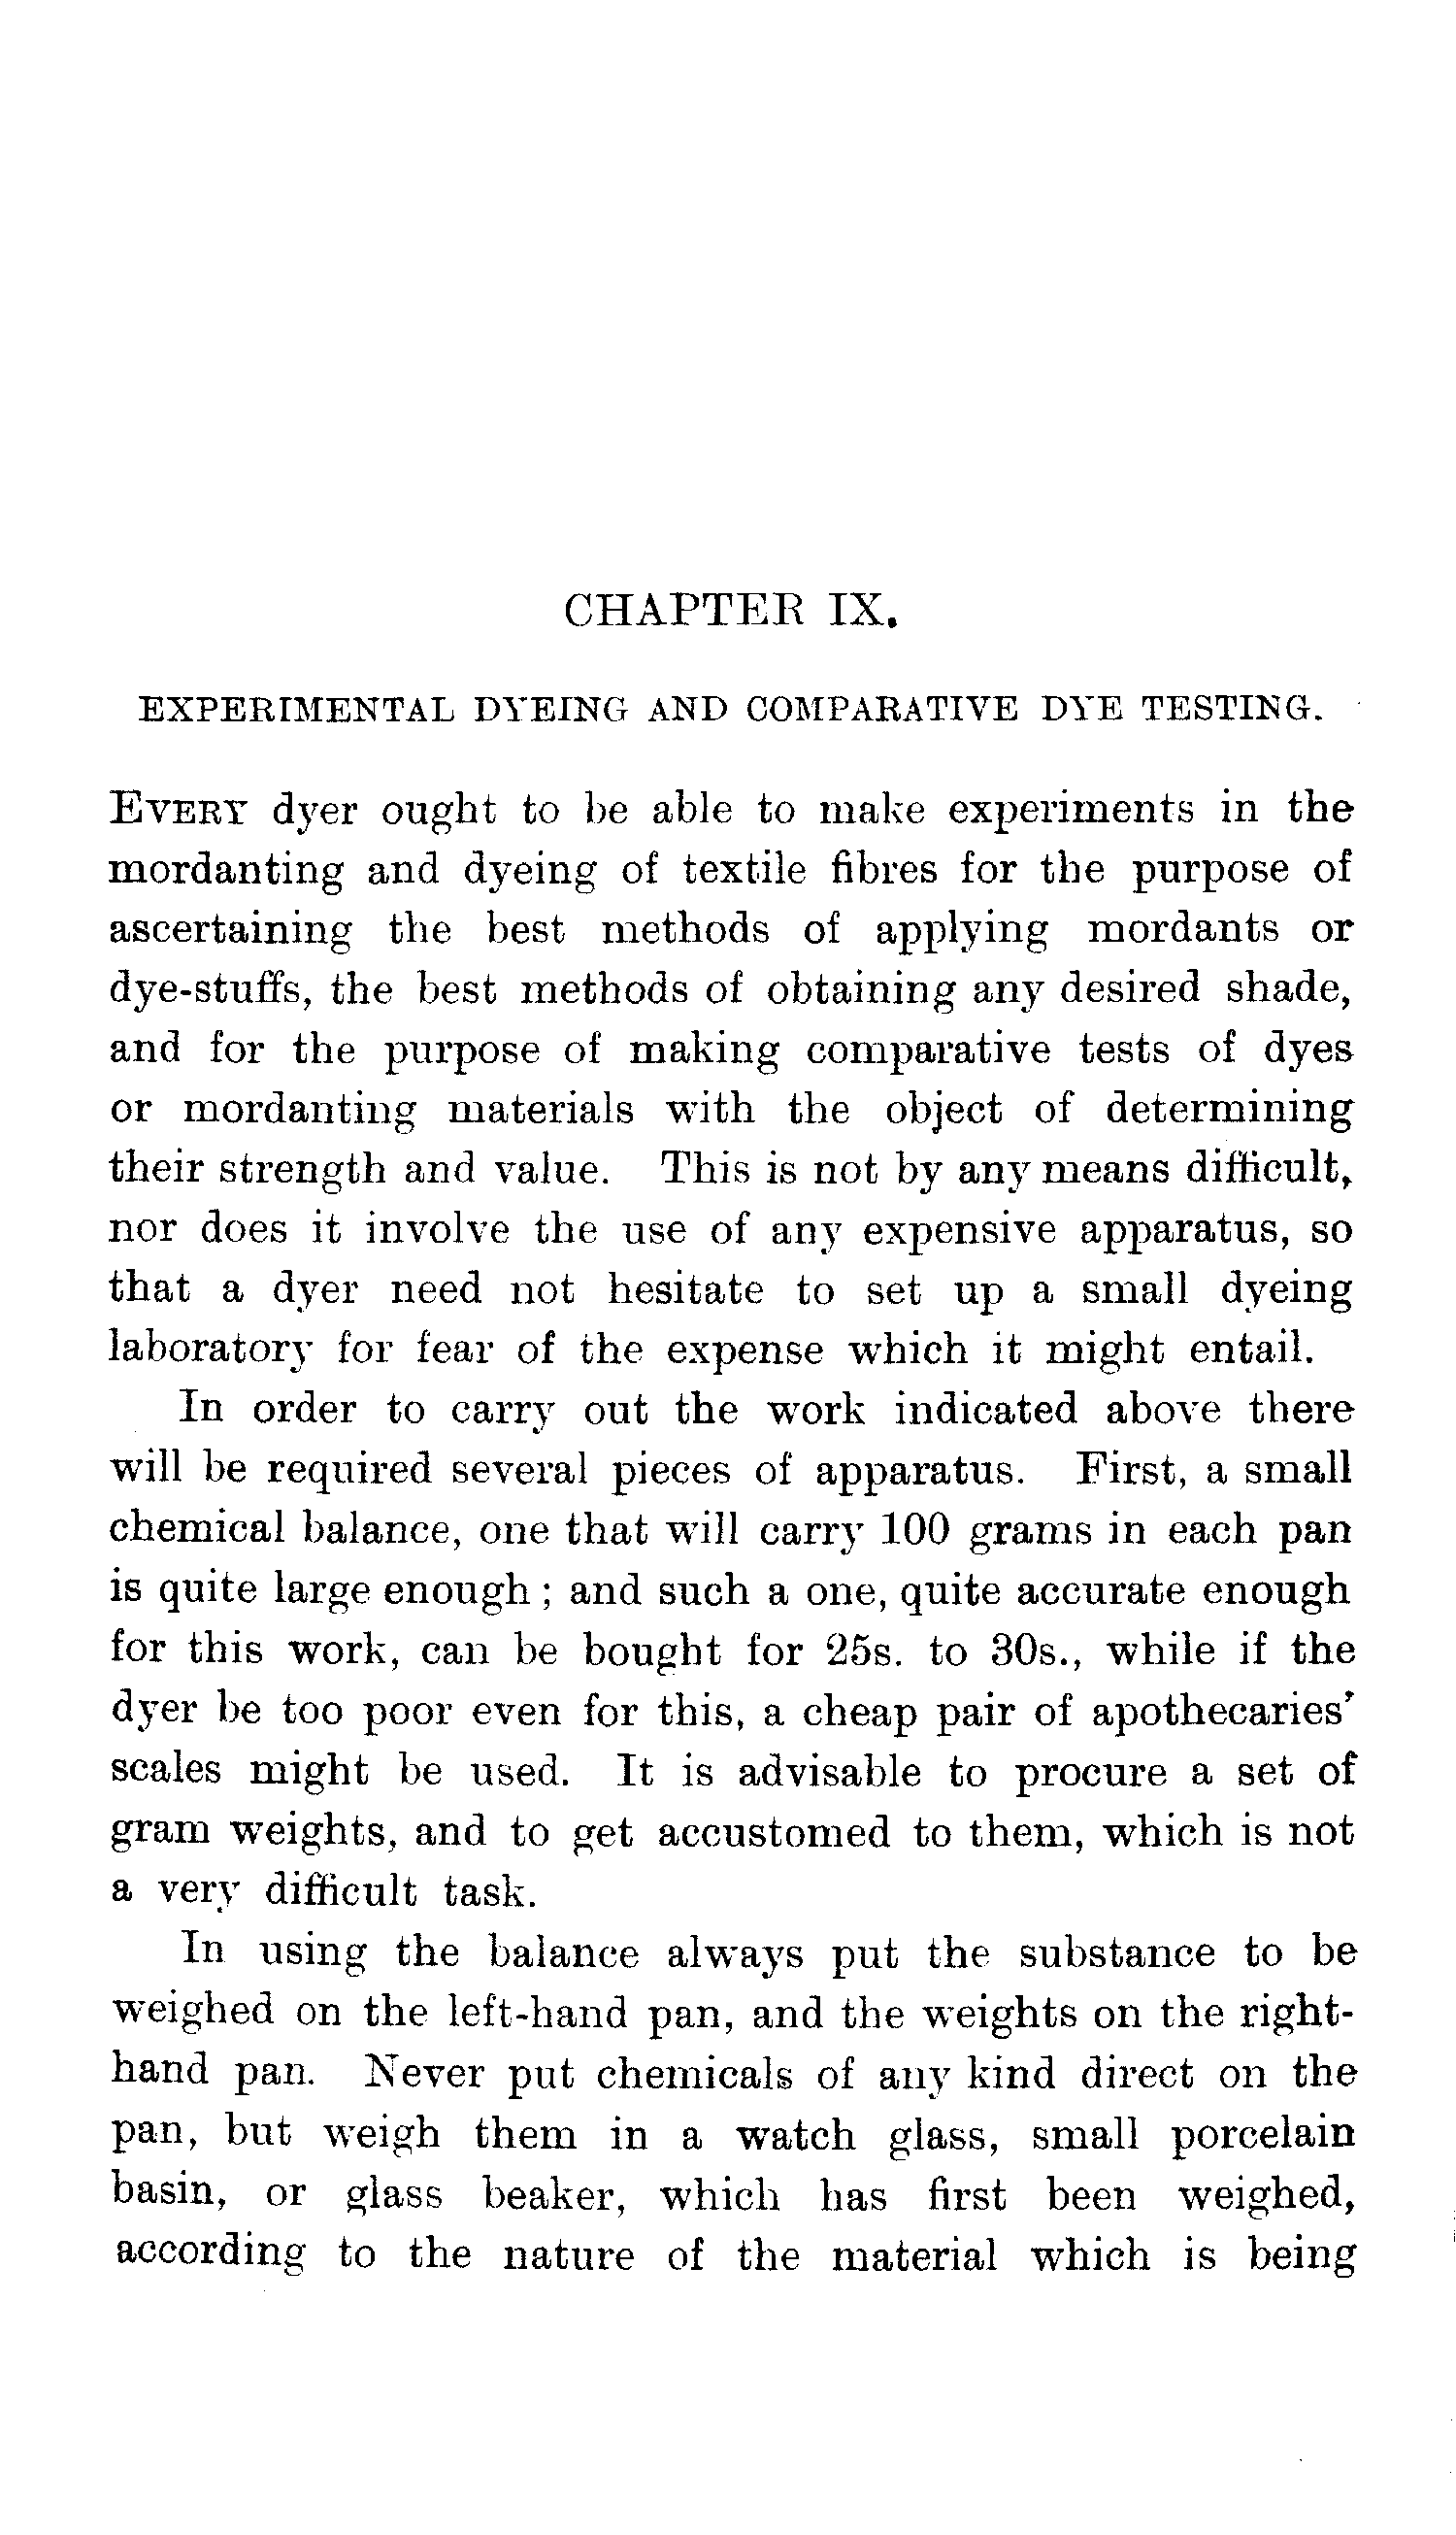 CHAPTER IX.
EXPERIMENTAL DYEING AND COMPARATIVE DYE TESTING.
EVERY dyer ought to be able to make experiments in the
mordanting and dyeing of textile fibres for the purpose of
ascertaining the best methods of applying mordants or
dye-stuffs, the best methods of obtaining any desired shade,
and for the purpose of making comparative tests of dyes
or mordanting materials with the object of determining
their strength and value. This is not by any means difficult,
nor does it involve the use of any expensive apparatus, so
that a dyer need not hesitate to set up a small dyeing
laboratory for fear of the expense which it might entail.
In order to carry out the work indicated above there
will be required several pieces of apparatus. First, a small
chemical balance, one that will carry 100 grams in each pan
is quite large enough ; and such a one, quite accurate enough
for this work, can be bought for 25s. to 30s., while if the
dyer be too poor even for this, a cheap pair of apothecaries'
scales might be used. It is advisable to procure a set of
gram weights, and to get accustomed to them, which is not
a very difficult task.
In using the balance always put the substance to be
weighed on the left-hand pan, and the weights on the right-
hand pan. Never put chemicals of any kind direct on the
pan, but weigh them in a watch glass, small porcelain
basin, or glass beaker, which has first been weighed,
according to the nature of the material which is being